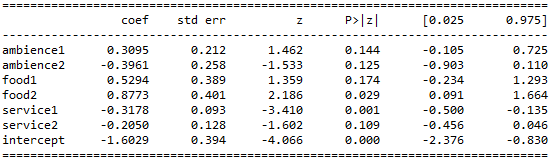 ==============================================================================
coef std err z P>|z| [0.025 0.975]
------------------------------------------------------------------------------
ambience1 0.3095 0.212 1.462 0.144 -0.105 0.725
ambience2 -0.3961 0.258 -1.533 0.125 -0.903 0.110
food1 0.5294 0.389 1.359 0.174 -0.234 1.293
food2 0.8773 0.401 2.186 0.029 0.091 1.664
service1 -0.3178 0.093 -3.410 0.001 -0.500 -0.135
service2 -0.2050 0.128 -1.602 0.109 -0.456 0.046
intercept -1.6029 0.394 -4.066 0.000 -2.376 -0.830
==============================================================================